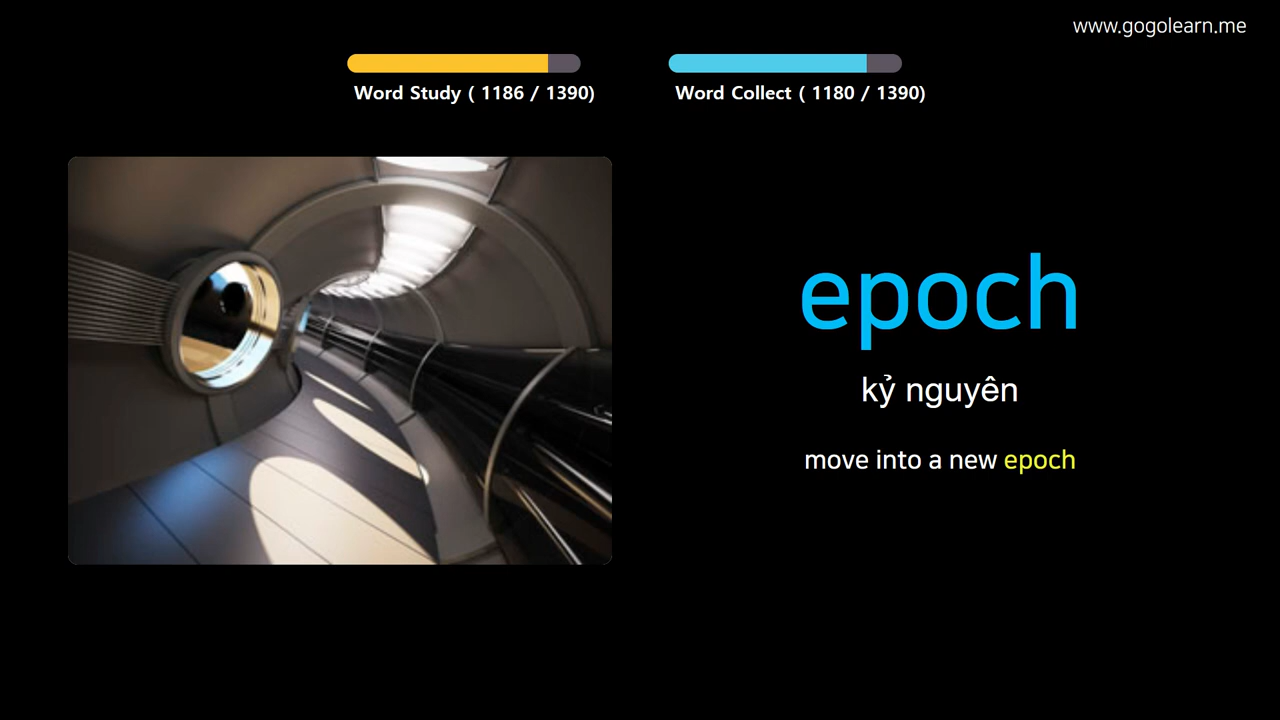 www.gogolearn.me
Word Study ( 1186 / 1390)
Word Collect ( 1180 / 1390)
epoch
kỷ nguyên
move into a new epoch